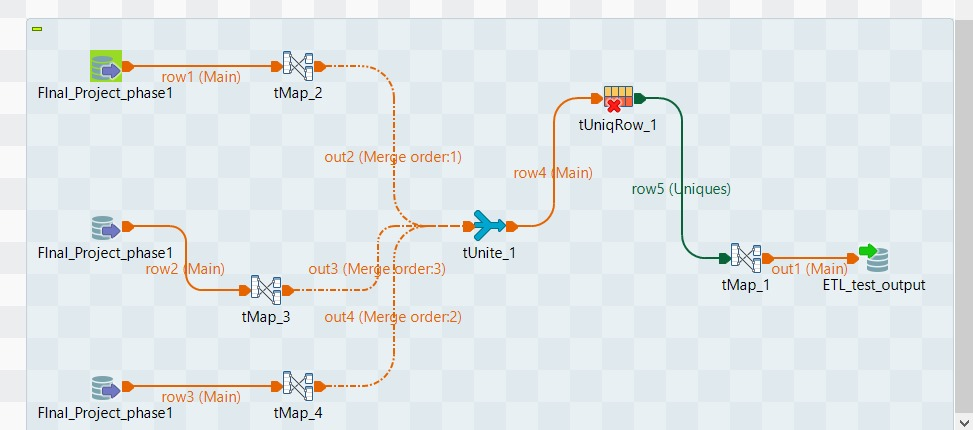 row1 (Main)
FInal_Project_phase1
tMap_2
tUniqRow_1
out2 (Merge order:1)
row4 (Main)
row5 (Uniques)
FInal_Project_phase1
row2 (Main)
out3 (Merge order:3)
tUnite_1
tMap_1
out1 (Main)
ETL_test_output
tMap_3
out4 (Merge order:2)
row3 (Main)
FInal_Project_phase1
tMap_4